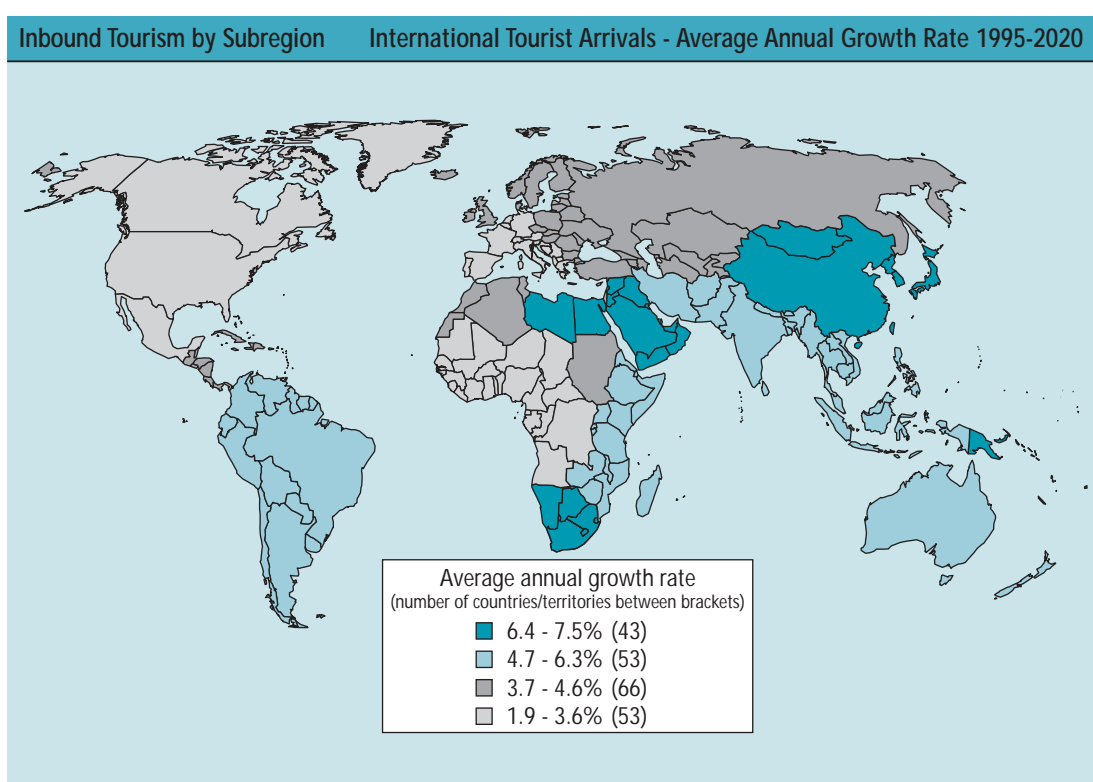 Inbound Tourism by Subregion International Tourist Arrivals - Average Annual Growth Rate 1995-2020
Average annual growth rate
(number of countries/territories between brackets)
6.4 - 7.5% (43)
4.7 - 6.3% (53)
3.7 - 4.6% (66)
1.9 - 3.6% (53)